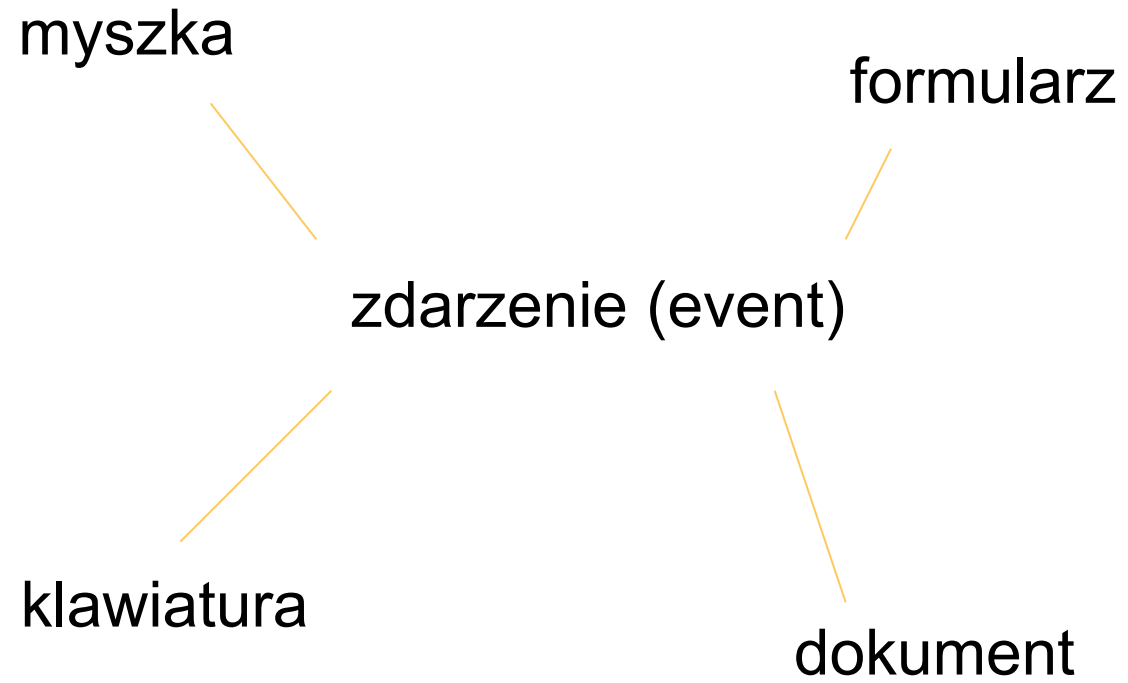 myszka
formularz
zdarzenie (event)
klawiatura
dokument